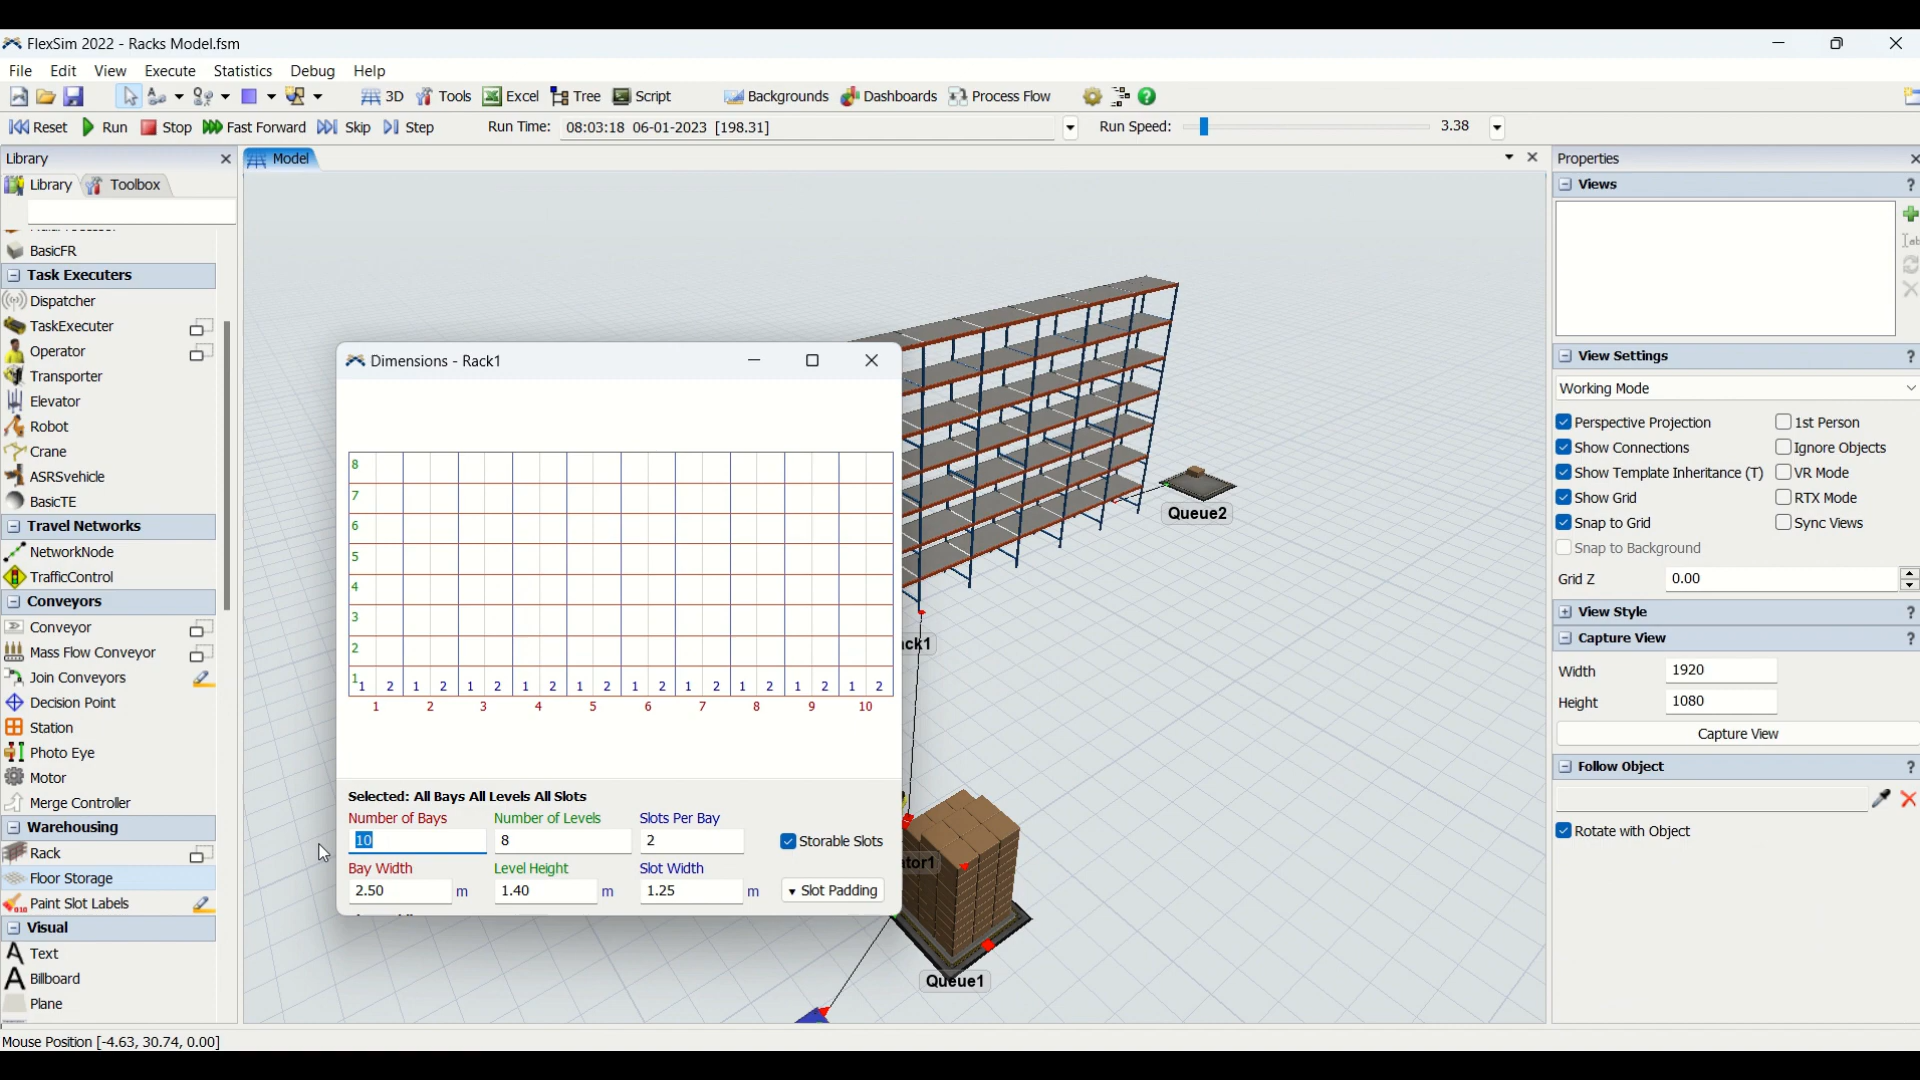 FlexSim 2022 - Racks Model.fsm
File Edit View Execute Statistics Debug Help
3D Tools Excel Tree Script Backgrounds Dashboards Process Flow
Reset Run Stop Fast Forward Skip Step Run Time: 08:03:18 06-01-2023 [198.31] Run Speed: 3.38
Library
Library Toolbox
BasicFR
Task Executers
Dispatcher
TaskExecuter
Operator
Transporter
Elevator
Robot
Crane
ASRSvehicle
BasicTE
Travel Networks
NetworkNode
TrafficControl
Conveyors
Conveyor
Mass Flow Conveyor
Join Conveyors
Decision Point
Station
Photo Eye
Motor
Merge Controller
Warehousing
Rack
Floor Storage
Paint Slot Labels
Visual
Text
Billboard
Plane
Model
Dimensions - Rack1
8
7
6
5
4
3
2
1
1 2 1 2 1 2 1 2 1 2 1 2 1 2 1 2 1 2 1 2
1 2 3 4 5 6 7 8 9 10
Selected: All Bays All Levels All Slots
Number of Bays Number of Levels Slots Per Bay
10 8 2 Storable Slots
Bay Width Level Height Slot Width
2.50 m 1.40 m 1.25 m Slot Padding
Queue2
ck1
ator1
Queue1
Properties
Views
View Settings
Working Mode
Perspective Projection 1st Person
Show Connections Ignore Objects
Show Template Inheritance (T) VR Mode
Show Grid RTX Mode
Snap to Grid Sync Views
Snap to Background
Grid Z 0.00
View Style
Capture View
Width 1920
Height 1080
Capture View
Follow Object
Rotate with Object
Mouse Position [-4.63, 30.74, 0.00]